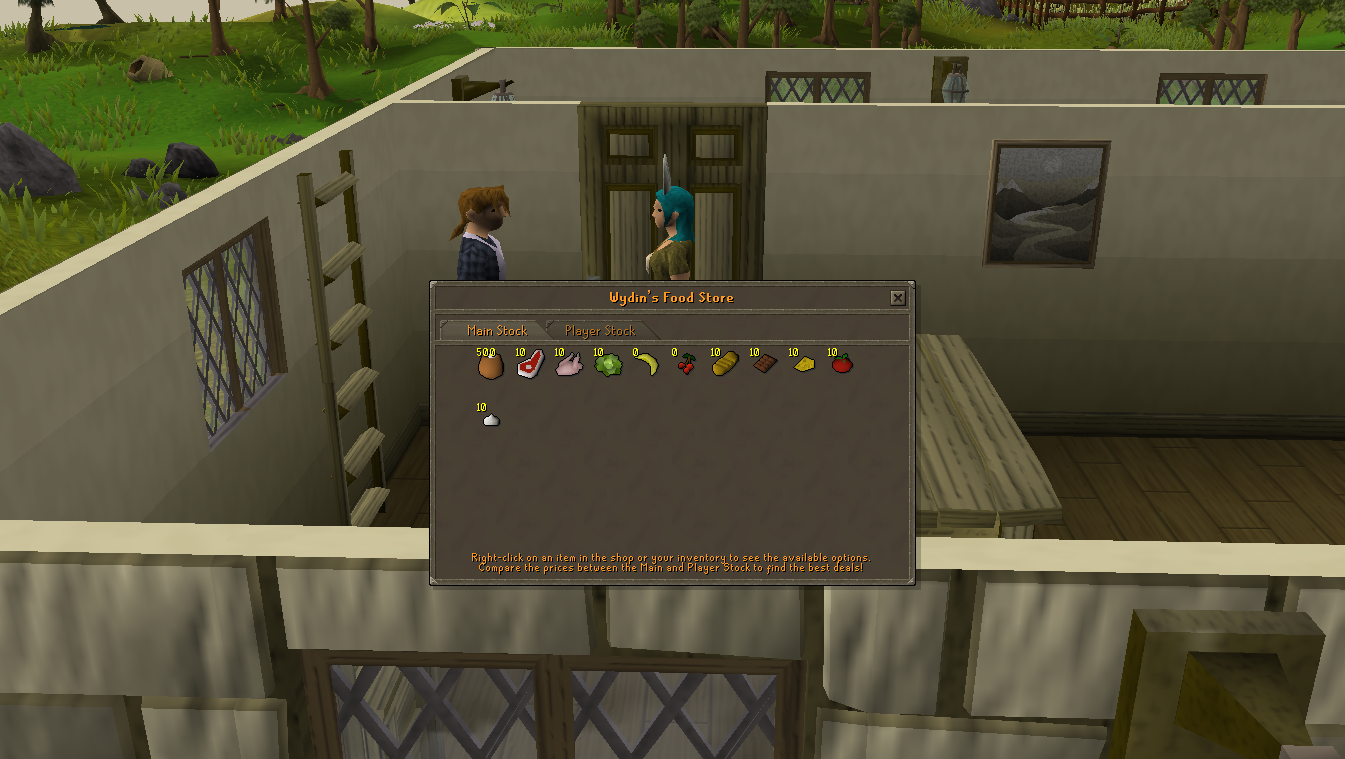 Wydin's Food Store
Main Stock Player Stock
500 10 10 10 0 0 10 10 10 10
10
Right-click on an item in the shop or your inventory to see the available options.
Compare the prices between the Main and Player Stock to find the best deals!